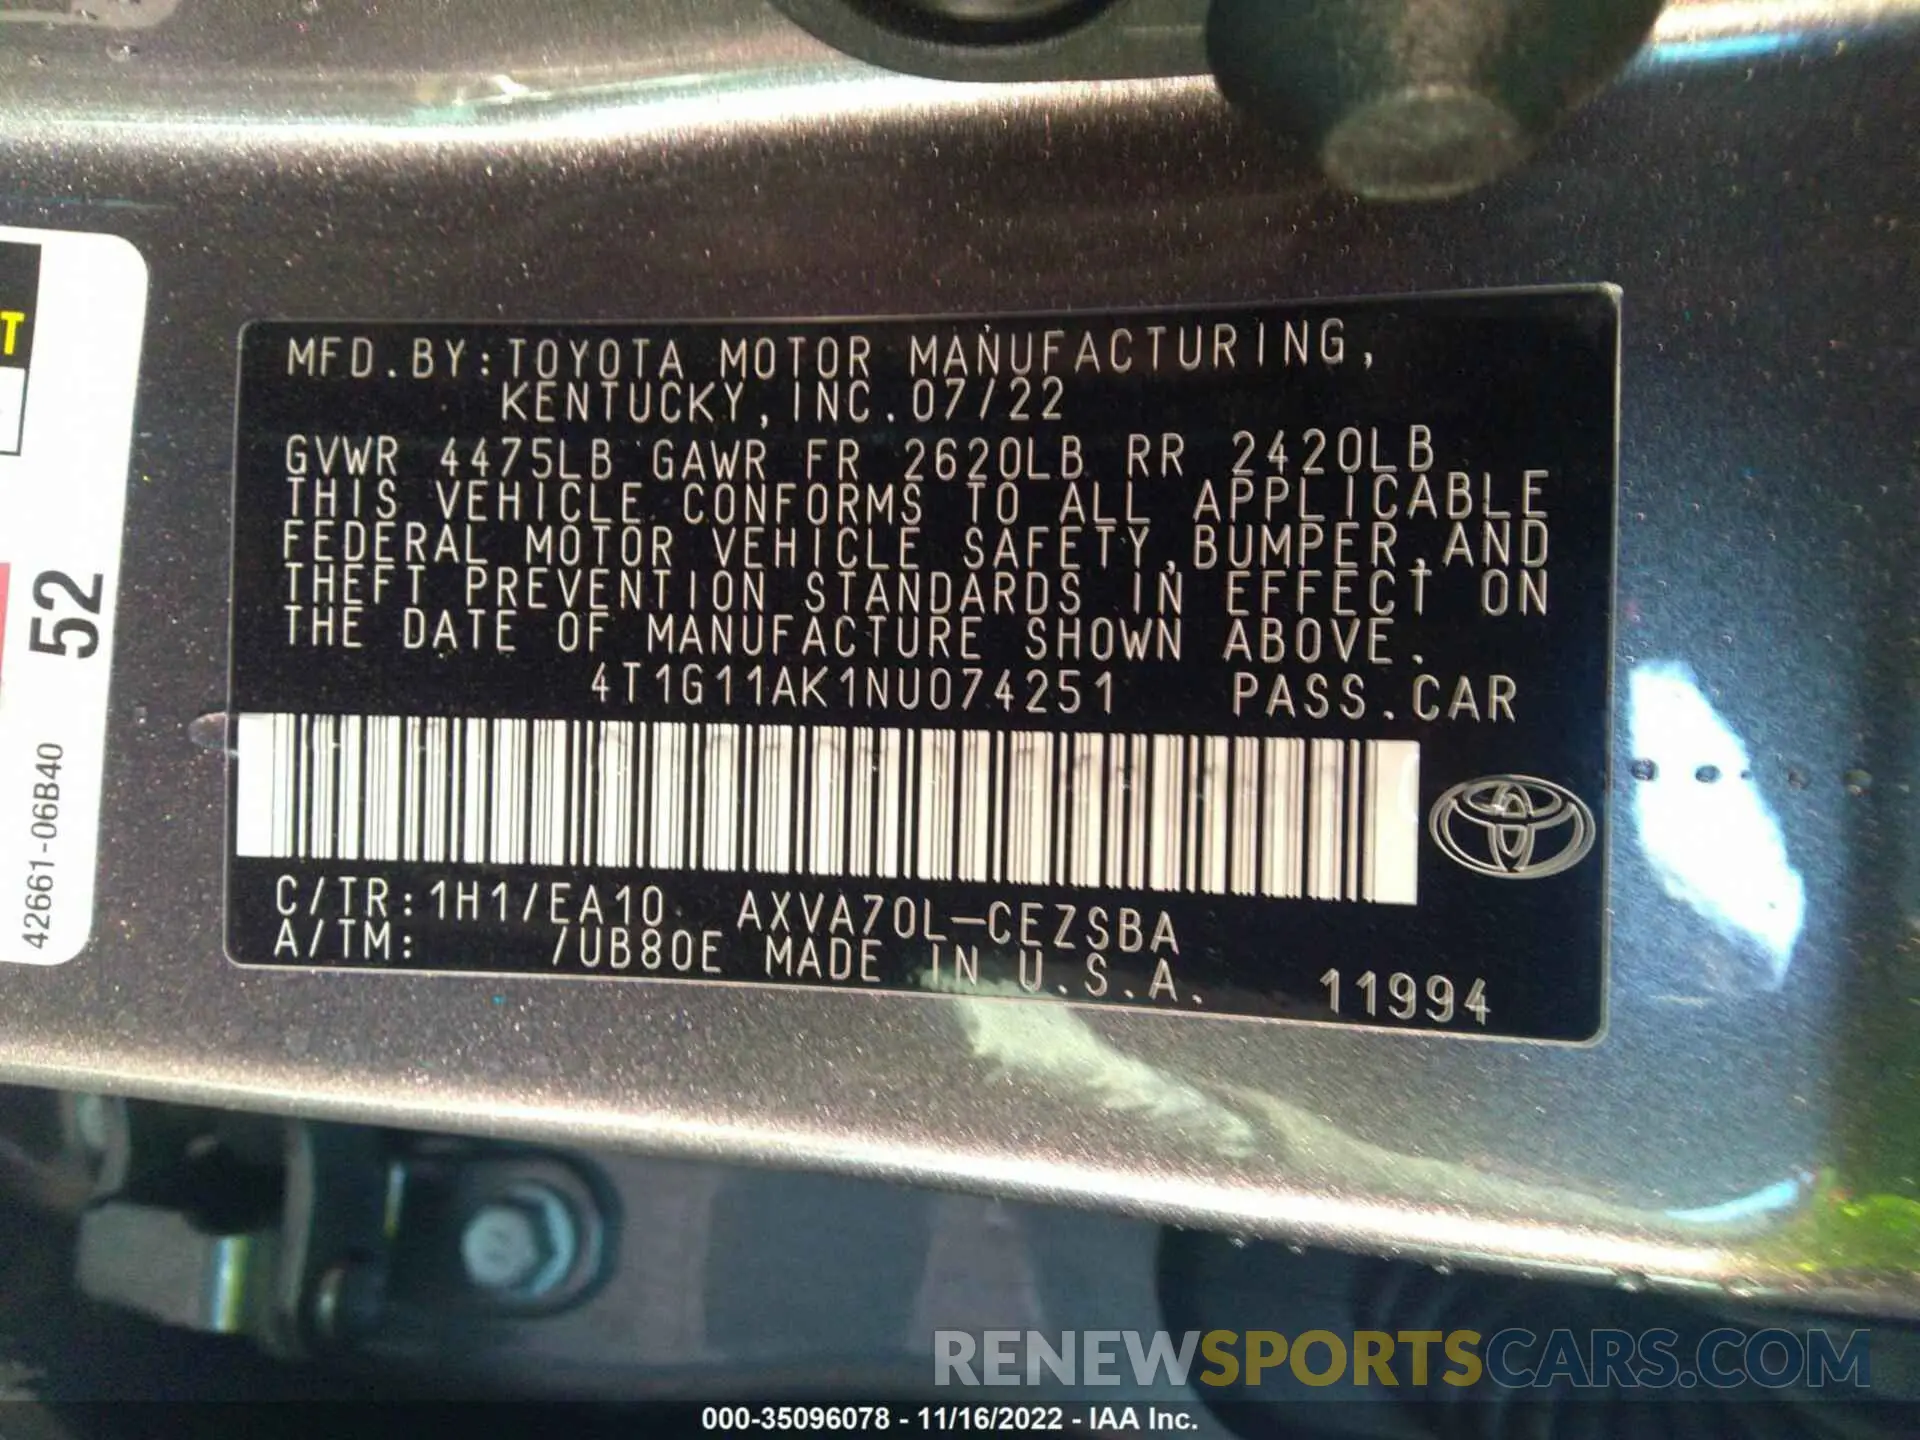 T
52
42661-06B40
MFD.BY:TOYOTA MOTOR MANUFACTURING,
KENTUCKY,INC.07/22
GVWR 4475LB GAWR FR 2620LB RR 2420LB
THIS VEHICLE CONFORMS TO ALL APPLICABLE
FEDERAL MOTOR VEHICLE SAFETY,BUMPER,AND
THEFT PREVENTION STANDARDS IN EFFECT ON
THE DATE OF MANUFACTURE SHOWN ABOVE.
4T1G11AK1NU074251 PASS.CAR
C/TR:1H1/EA10 AXVA70L-CEZSBA
A/TM: /UB80E MADE IN U.S.A.
11994
RENEWSPORTSCARS.COM
000-35096078 - 11/16/2022 - IAA Inc.